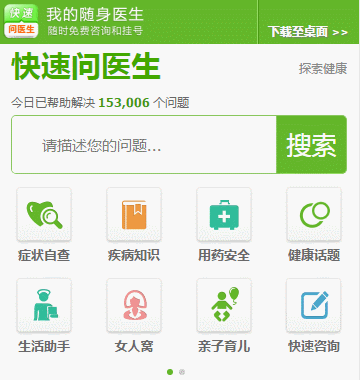 快速
问医生
我的随身医生
随时免费咨询和挂号
下载至桌面 >>
快速问医生
探索健康
今日已帮助解决 153,006 个问题
请描述您的问题...
搜索
症状自查 疾病知识 用药安全 健康话题
生活助手 女人窝 亲子育儿 快速咨询